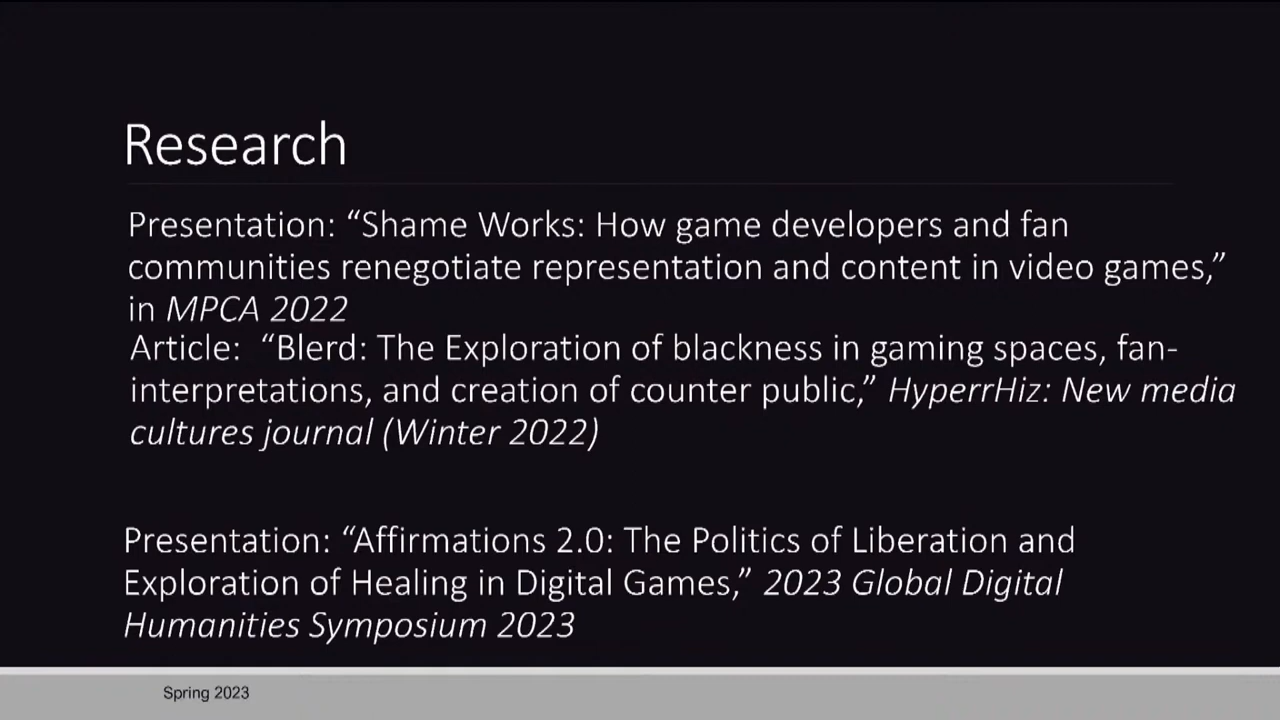 Research
Presentation: “Shame Works: How game developers and fan
communities renegotiate representation and content in video games,”
in MPCA 2022
Article:  “Blerd: The Exploration of blackness in gaming spaces, fan-
interpretations, and creation of counter public,” HyperrHiz: New media
cultures journal (Winter 2022)
Presentation: “Affirmations 2.0: The Politics of Liberation and
Exploration of Healing in Digital Games,” 2023 Global Digital
Humanities Symposium 2023
Spring 2023